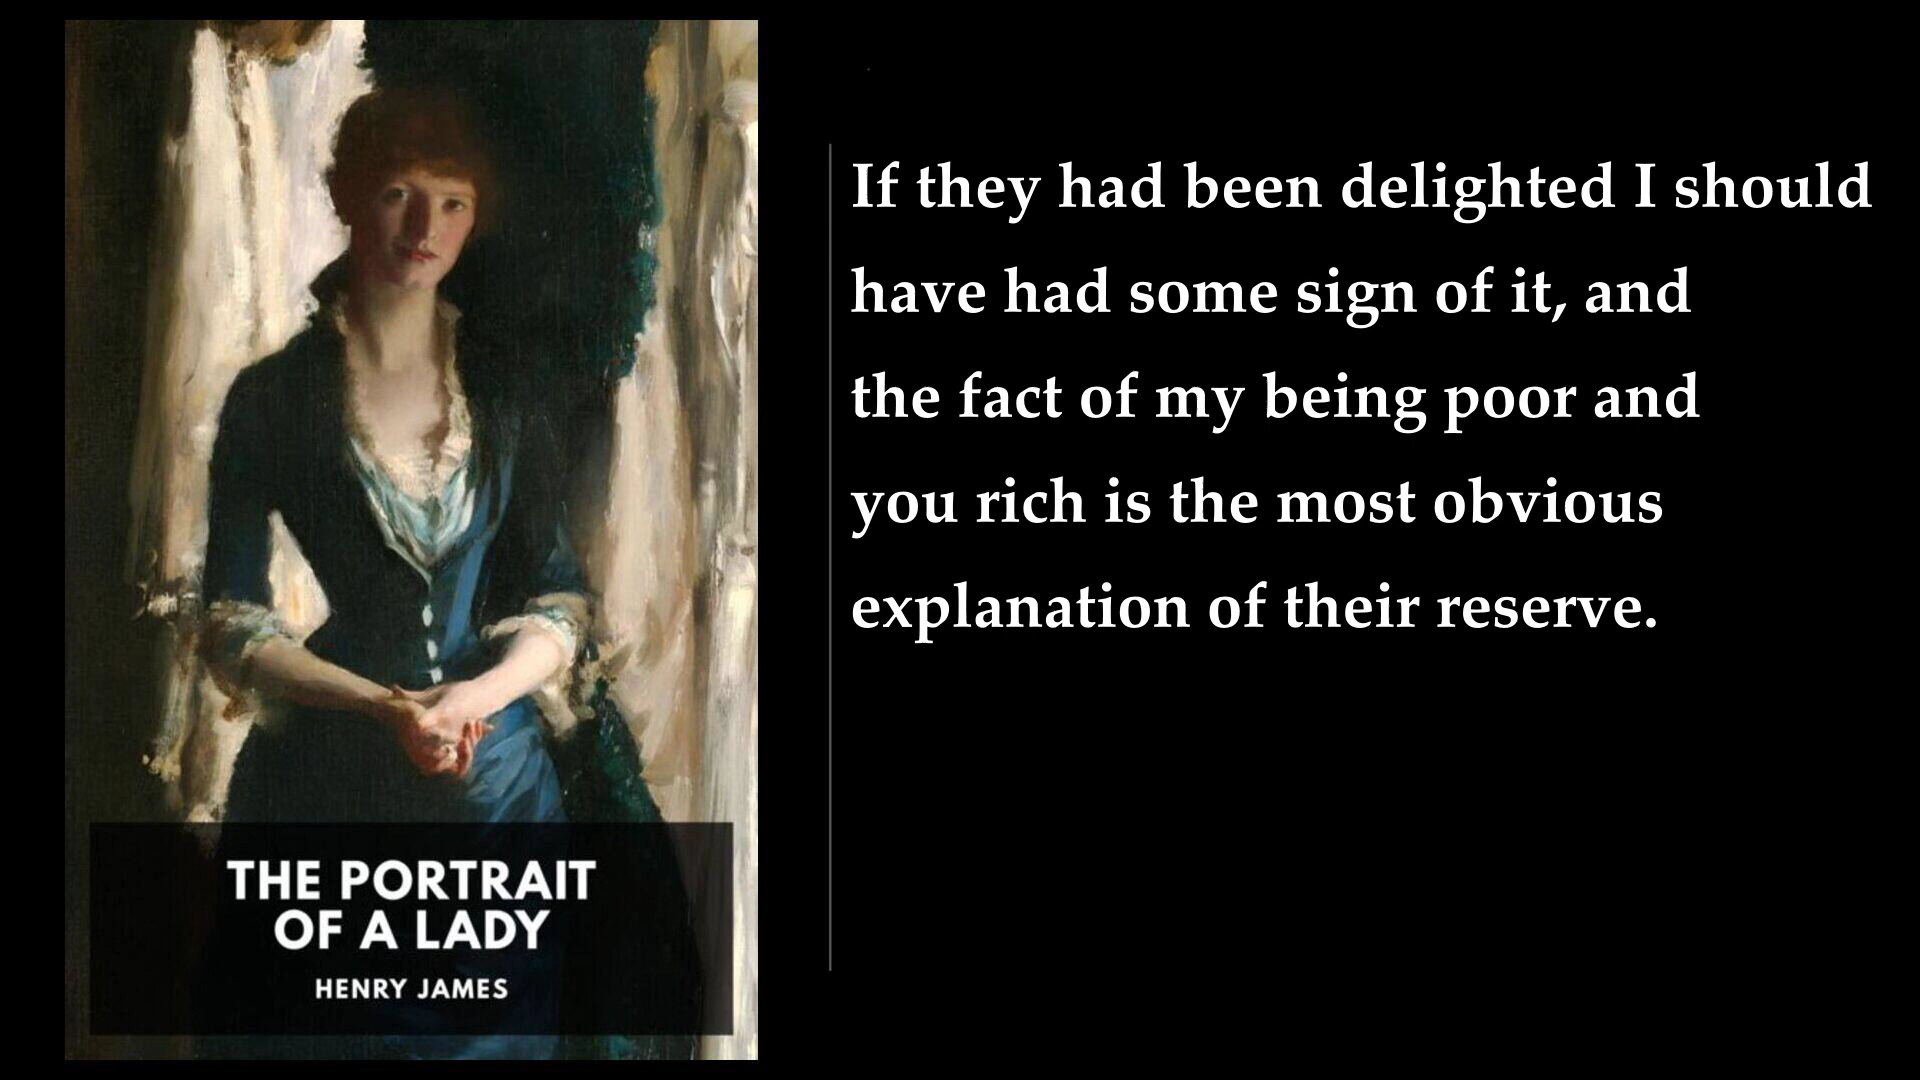 THE PORTRAIT
OF A LADY
HENRY JAMES
If they had been delighted I should
have had some sign of it, and
the fact of my being poor and
you rich is the most obvious
explanation of their reserve.